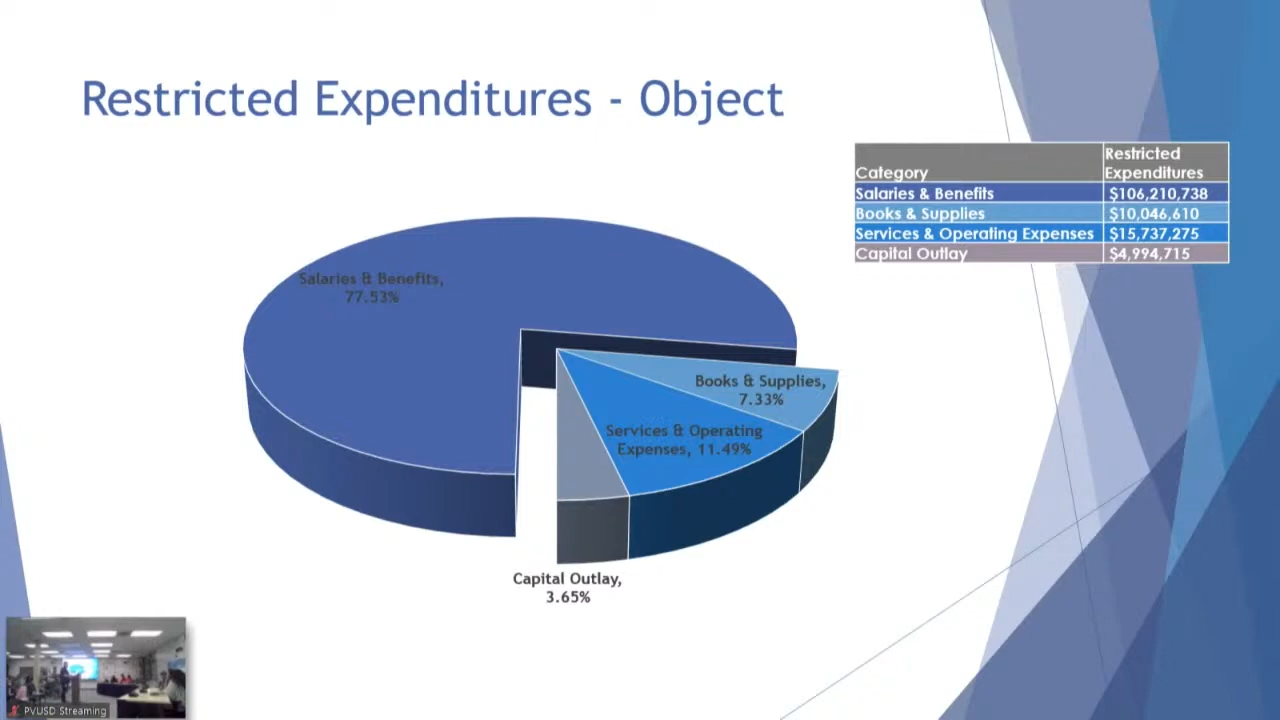 Restricted Expenditures - Object
Restricted
Category Expenditures
Salaries & Benefits $106,210,738
Books & Supplies $10,046,610
Services & Operating Expenses $15,737,275
Capital Outlay $4,994,715
Salaries & Benefits,
77.53%
Books & Supplies,
7.33%
Services & Operating
Expenses, 11.49%
Capital Outlay,
3.65%
PVUSD Streaming